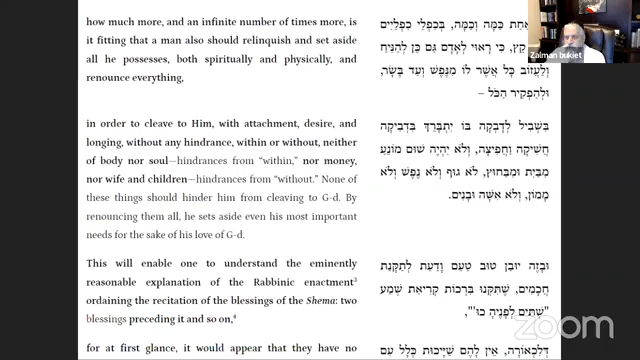 how much more, and an infinite number of times more, is
it fitting that a man also should relinquish and set aside
all he possesses, both spiritually and physically, and
renounce everything,
in order to cleave to Him, with attachment, desire, and
longing, without any hindrance, within or without, neither
of body nor soul—hindrances from “within,” nor money,
nor wife and children—hindrances from “without.” None of
these things should hinder him from cleaving to G-d. By
renouncing them all, he sets aside even his most important
needs for the sake of his love of G-d.
This will enable one to understand the eminently
reasonable explanation of the Rabbinic enactment³
ordaining the recitation of the blessings of the Shema: two
blessings preceding it and so on,⁴
for at first glance, it would appear that they have no
אַחַת כַּמָּה וְכַמָּה, בְּכִפְלֵי כִפְלַיִים
קֵץ, כִּי רָאוּי לְאָדָם גַּם כֵּן לְהַנִּיחַ
וְלַעֲזוֹב כָּל אֲשֶׁר לוֹ מִנֶּפֶשׁ וְעַד בָּשָׂר,
וּלְהַפְקִיר הַכֹּל –
בִּשְׁבִיל לְדָבְקָה בּוֹ יִתְבָּרֵךְ בִּדְבִיקָה
חֲשִׁיקָה וַחֲפִיצָה, וְלֹא יִהְיֶה שׁוּם מוֹנֵעַ
מִבַּיִת וּמִבַּחוּץ, לֹא גּוּף וְלֹא נֶפֶשׁ וְלֹא
מָמוֹן, וְלֹא אִשָּׁה וּבָנִים.
וּבָזֶה יוּבַן טוּב טַעַם וָדַעַת לְתַקָּנַת
חֲכָמִים, שֶׁתִּקְּנוּ בִּרְכוֹת קְרִיאַת שְׁמַע
"שְׁתַּיִם לְפָנֶיהָ כוּ'",
דְּלִכְאוֹרָה, אֵין לָהֶם שַׁיָּיכוּת כְּלָל עִם
Zalman bukiet
zoom